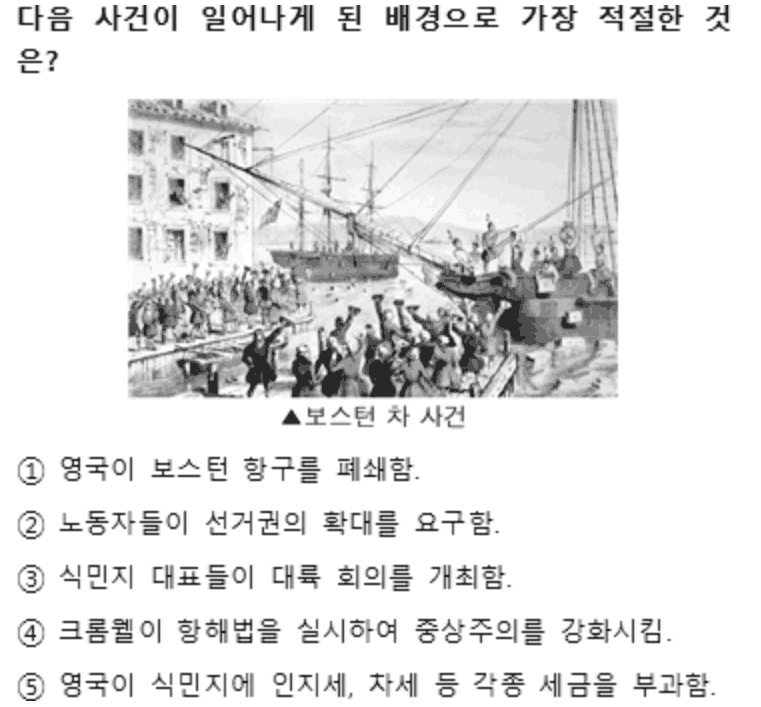 다음 사건이 일어나게 된 배경으로 가장 적절한 것
은?
▲보스턴 차 사건
① 영국이 보스턴 항구를 폐쇄함.
② 노동자들이 선거권의 확대를 요구함.
③ 식민지 대표들이 대륙 회의를 개최함.
④ 크롬웰이 항해법을 실시하여 중상주의를 강화시킴.
⑤ 영국이 식민지에 인지세, 차세 등 각종 세금을 부과함.